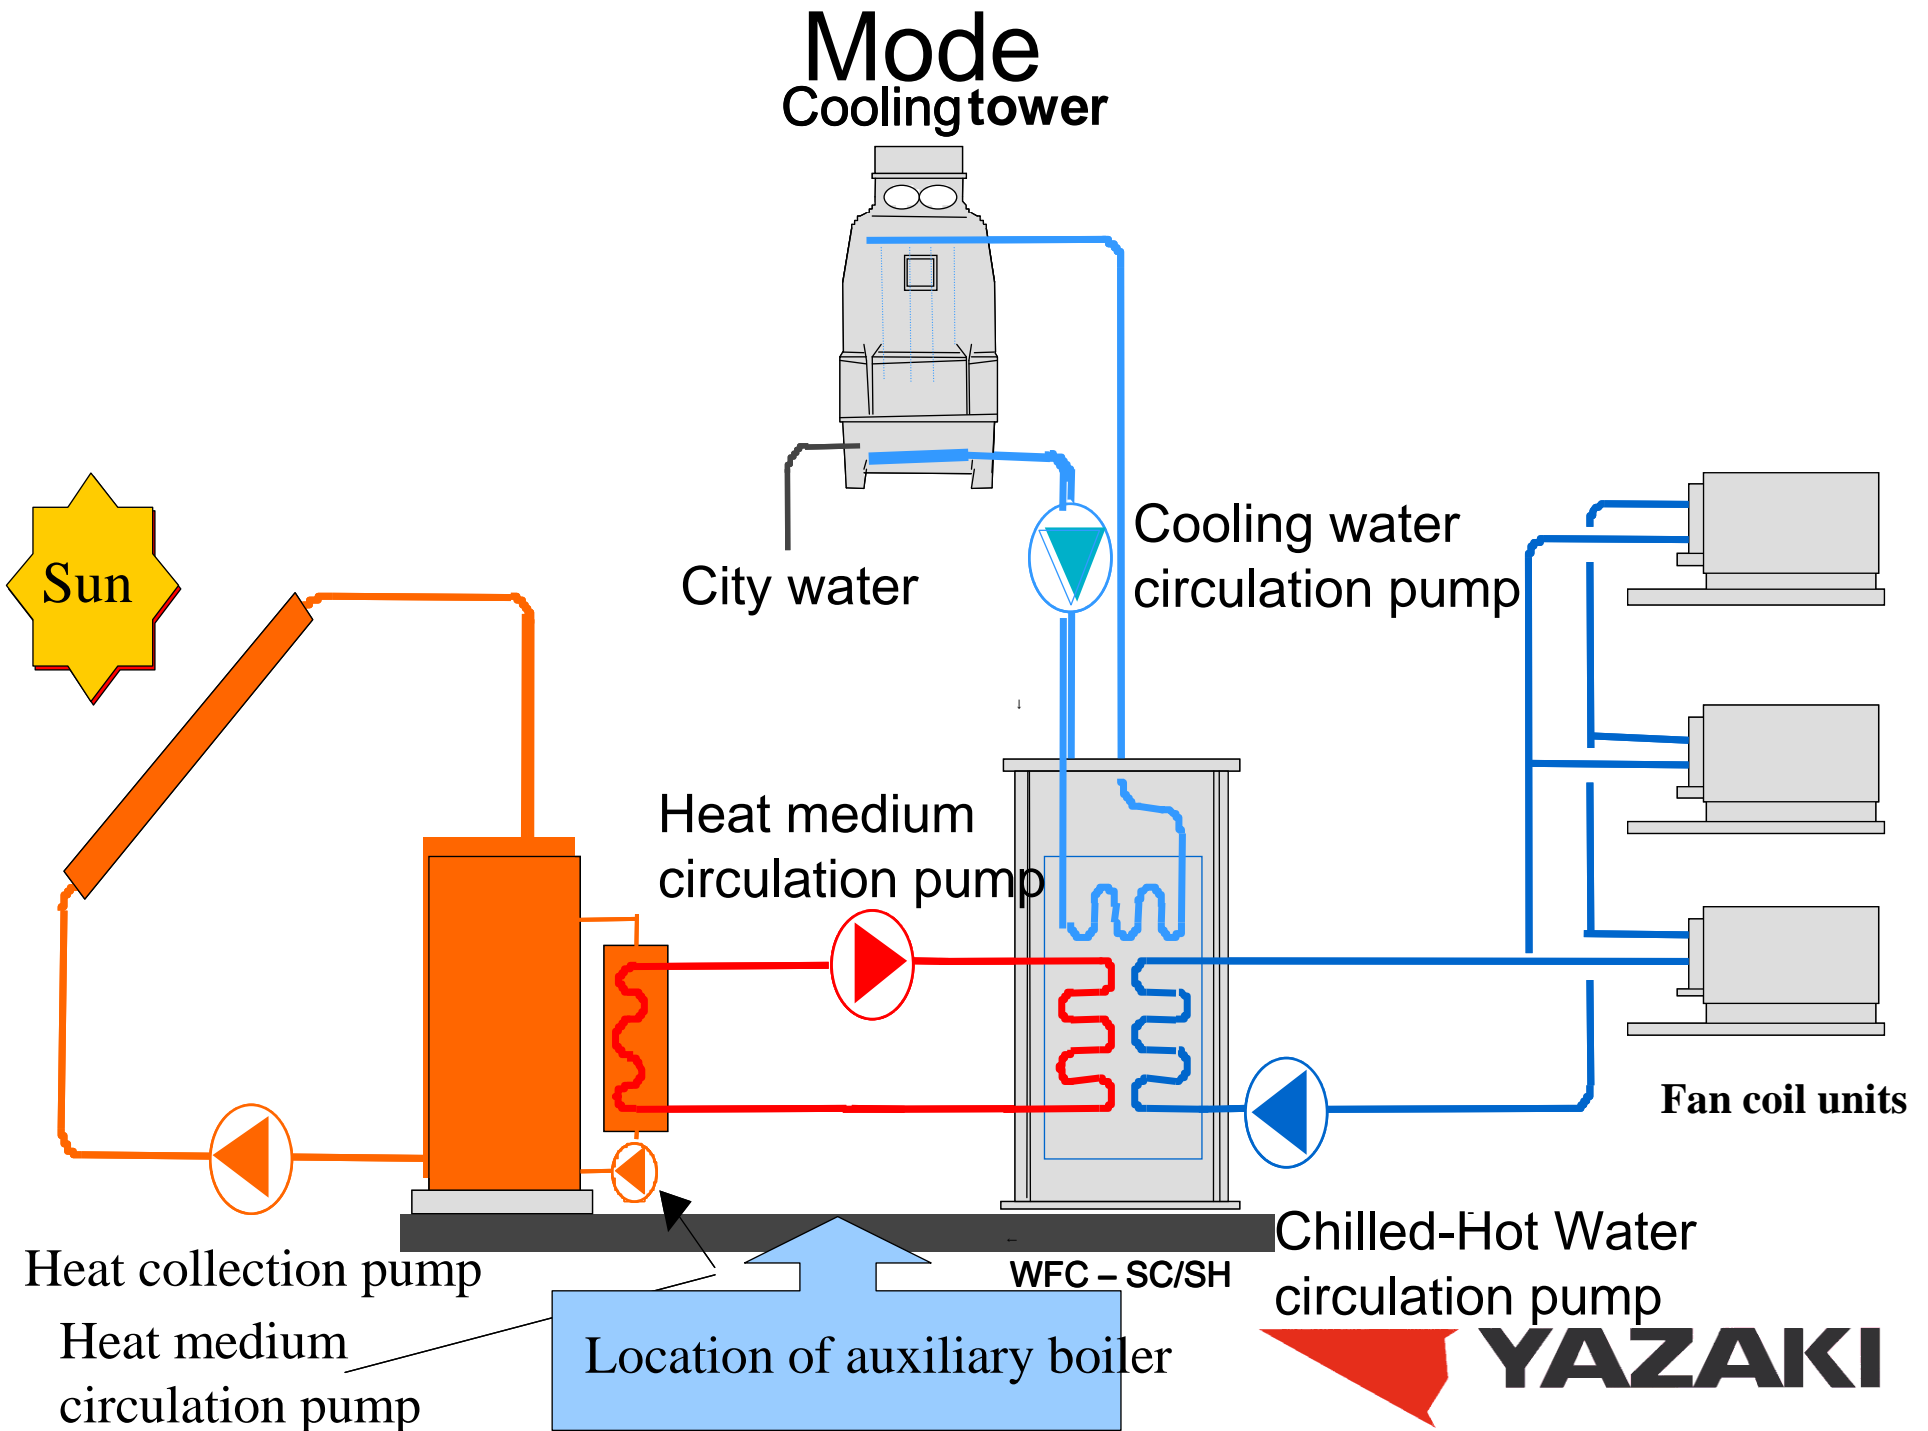 Mode
Cooling tower
Cooling water
circulation pump
City water
Sun
Heat medium
circulation pump
Fan coil units
Chilled-Hot Water
circulation pump
WFC – SC/SH
Heat collection pump
Heat medium
circulation pump
Location of auxiliary boiler
YAZAKI